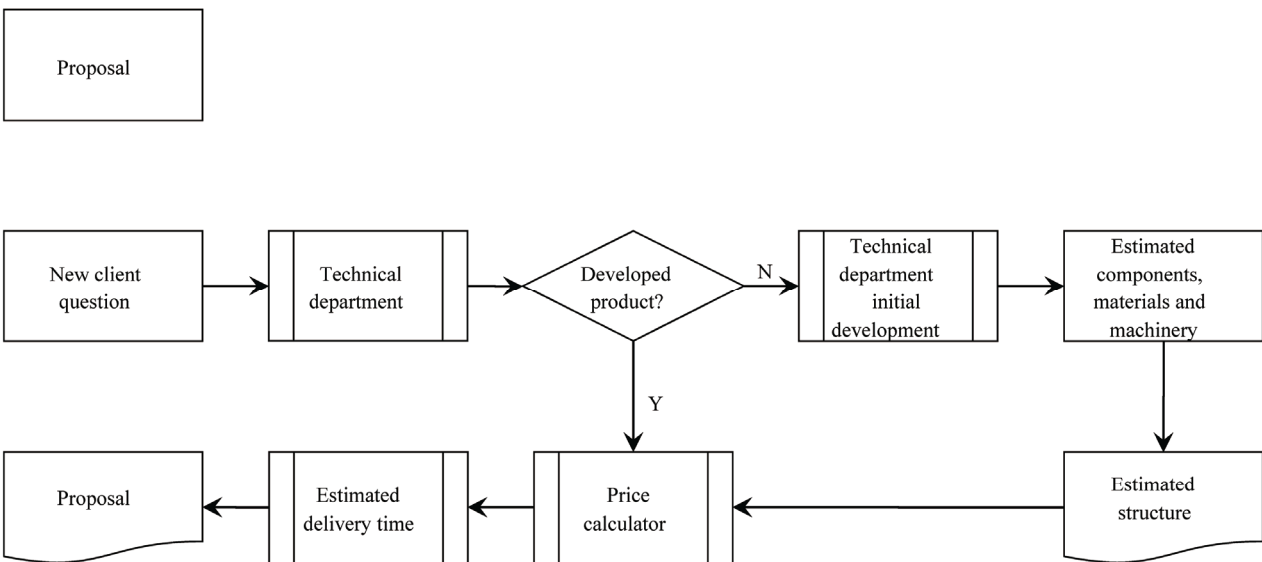 Proposal
New client
question
Technical
department
Developed
product?
N
Technical
department
initial
development
Estimated
components,
materials and
machinery
Y
Proposal
Estimated
delivery time
Price
calculator
Estimated
structure